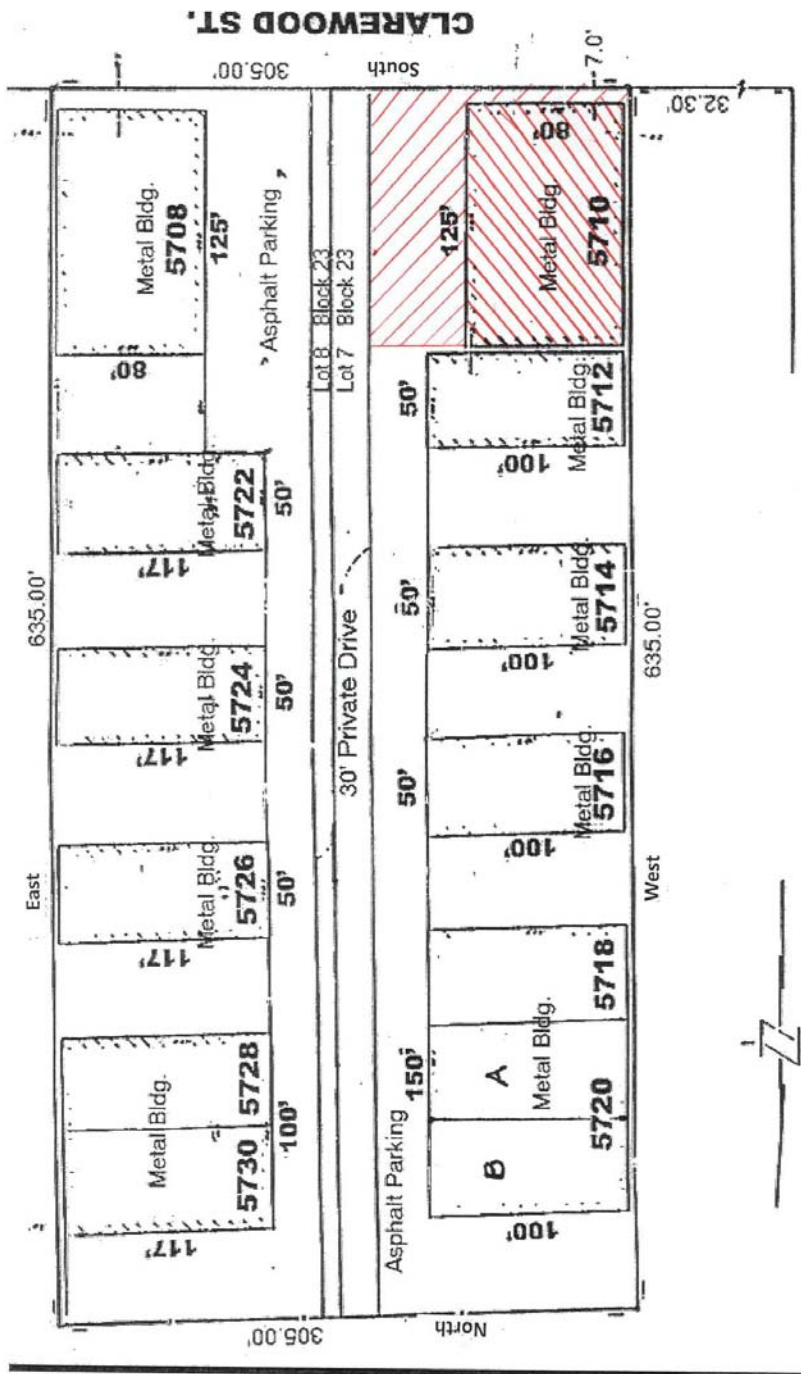 CLAREWOOD ST.
305.00'
South
7.0'
32.30'
Metal Bldg.
5708
125'
80'
Asphalt Parking
Lot 8 Block 23
Lot 7 Block 23
125'
80'
Metal Bldg.
5710
50'
100'
Metal Bldg.
5712
Metal Bldg.
5722
50'
117'
635.00'
50'
100'
Metal Bldg.
5714
635.00'
Metal Bldg.
5724
50'
117'
30' Private Drive
50'
100'
Metal Bldg.
5716
East
Metal Bldg.
5726
50'
117'
West
Metal Bldg.
5730 5728
100'
117'
Asphalt Parking
150'
A
B
Metal Bldg.
5720 5718
100'
305.00'
North
1